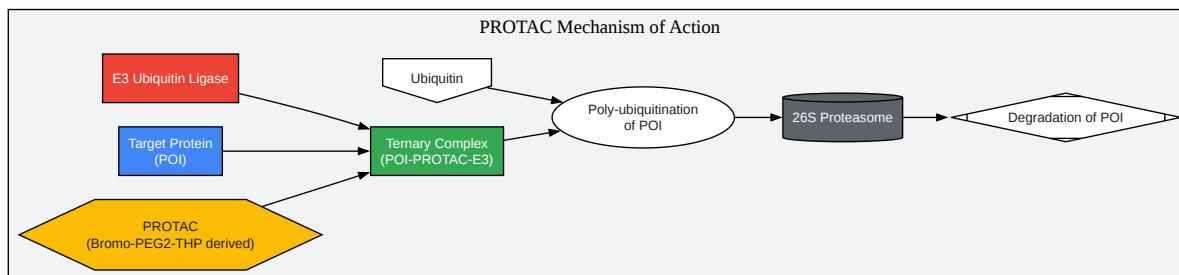 PROTAC Mechanism of Action
E3 Ubiquitin Ligase
Target Protein
(POI)
PROTAC
(Bromo-PEG2-THP derived)
Ubiquitin
Ternary Complex
(POI-PROTAC-E3)
Poly-ubiquitination
of POI
26S Proteasome
Degradation of POI